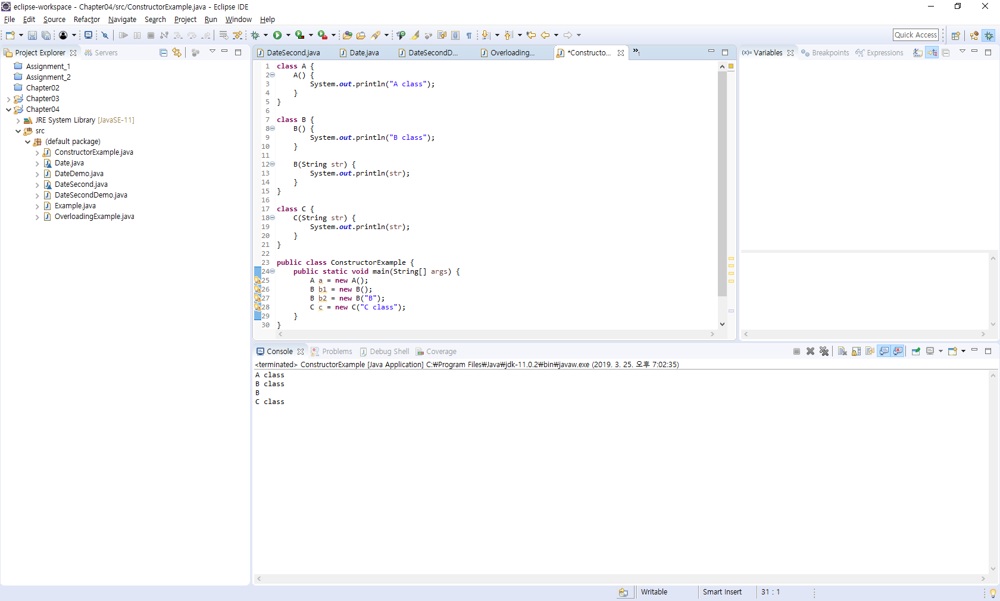 eclipse-workspace - Chapter04/src/ConstructorExample.java - Eclipse IDE
File Edit Source Refactor Navigate Search Project Run Window Help
Quick Access
Project Explorer Servers
Assignment_1
Assignment_2
Chapter02
Chapter03
Chapter04
JRE System Library [JavaSE-11]
src
(default package)
ConstructorExample.java
Date.java
DateDemo.java
DateSecond.java
DateSecondDemo.java
Example.java
OverloadingExample.java
DateSecond.java Date.java DateSecondD... Overloading... *Constructo... »1
1 class A {
2 A() {
3 System.out.println("A class");
4 }
5 }
6
7 class B {
8 B() {
9 System.out.println("B class");
10 }
11
12 B(String str) {
13 System.out.println(str);
14 }
15 }
16
17 class C {
18 C(String str) {
19 System.out.println(str);
20 }
21 }
22
23 public class ConstructorExample {
24 public static void main(String[] args) {
25 A a = new A();
26 B b1 = new B();
27 B b2 = new B("B");
28 C c = new C("C class");
29 }
30 }
(x)= Variables Breakpoints Expressions
Console Problems Debug Shell Coverage
<terminated> ConstructorExample [Java Application] C:₩Program Files₩Java₩jdk-11.0.2₩bin₩javaw.exe (2019. 3. 25. 오후 7:02:35)
A class
B class
B
C class
Writable Smart Insert 31 : 1